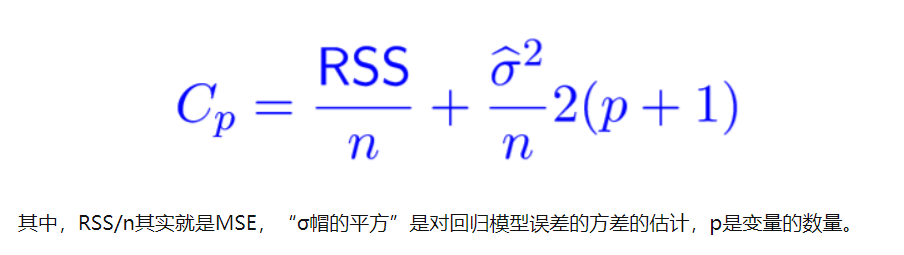 C_p = RSS/n + σ̂²/n 2(p + 1)
其中，RSS/n其实就是MSE，“σ帽的平方”是对回归模型误差的方差的估计，p是变量的数量。